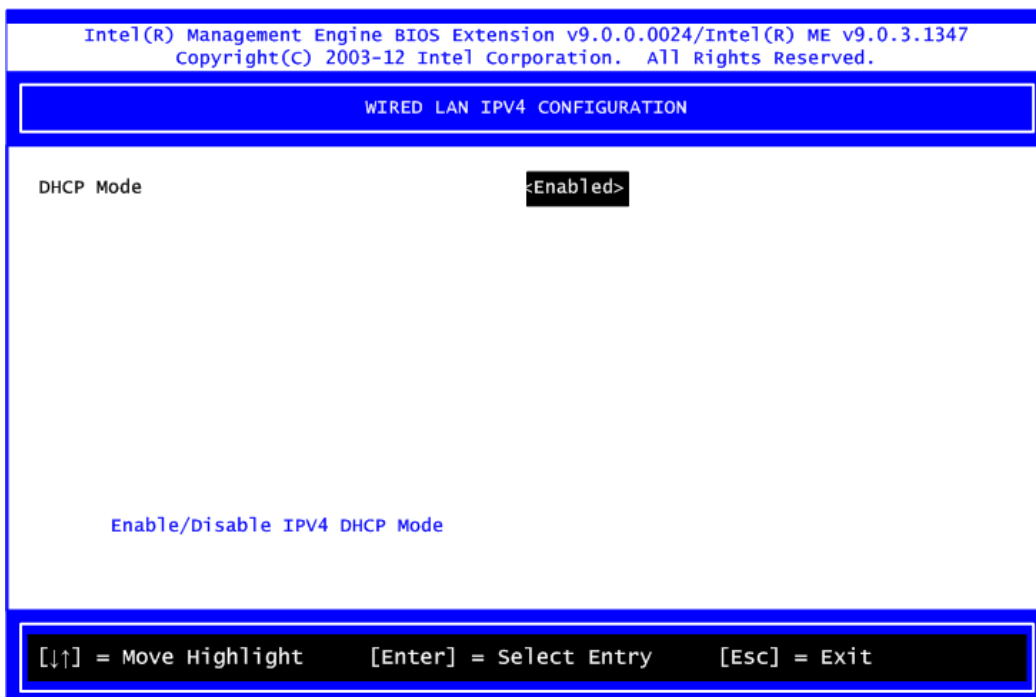 Intel(R) Management Engine BIOS Extension v9.0.0.0024/Intel(R) ME v9.0.3.1347
Copyright(C) 2003-12 Intel Corporation.  All Rights Reserved.
WIRED LAN IPV4 CONFIGURATION
DHCP Mode <Enabled>
Enable/Disable IPV4 DHCP Mode
[↓↑] = Move Highlight [Enter] = Select Entry [Esc] = Exit